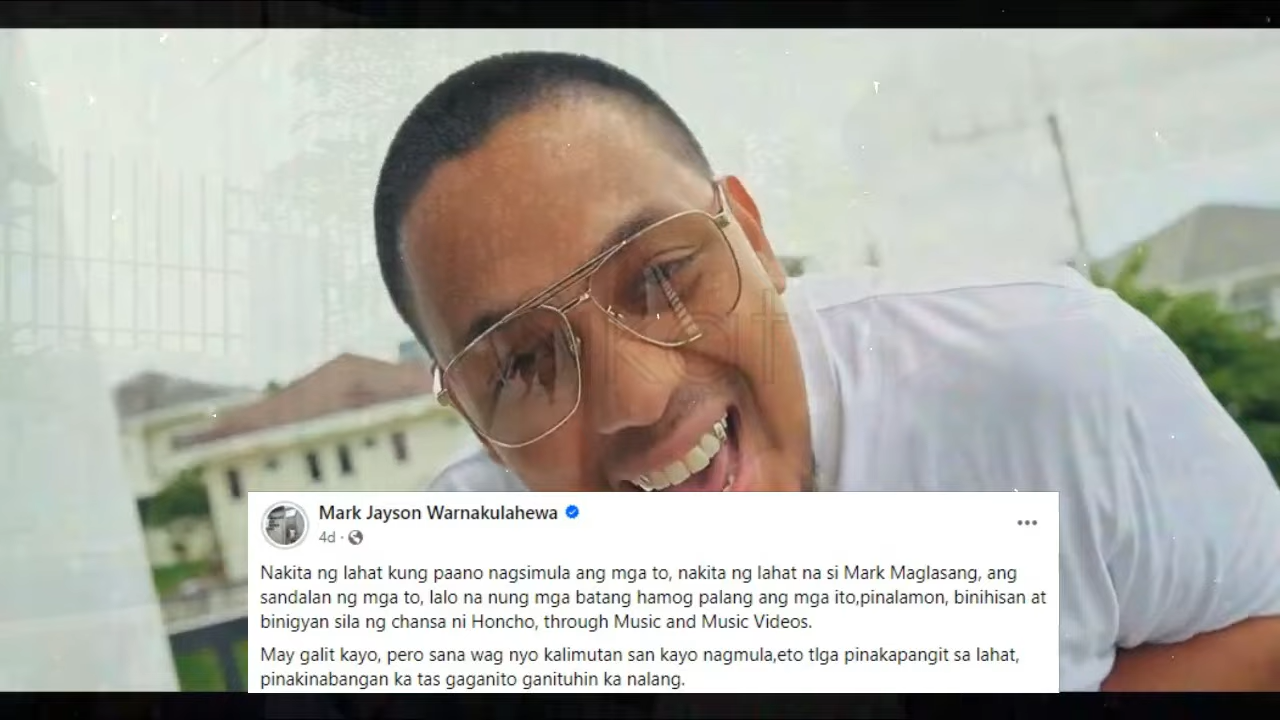 Mark Jayson Warnakulahewa
4d ·
Nakita ng lahat kung paano nagsimula ang mga to, nakita ng lahat na si Mark Maglasang, ang
sandalan ng mga to, lalo na nung mga batang hamog palang ang mga ito,pinalamon, binihisan at
binigyan sila ng chansa ni Honcho, through Music and Music Videos.
May galit kayo, pero sana wag nyo kalimutan san kayo nagmula,eto tlga pinakapangit sa lahat,
pinakinabangan ka tas gaganito ganituhin ka nalang.